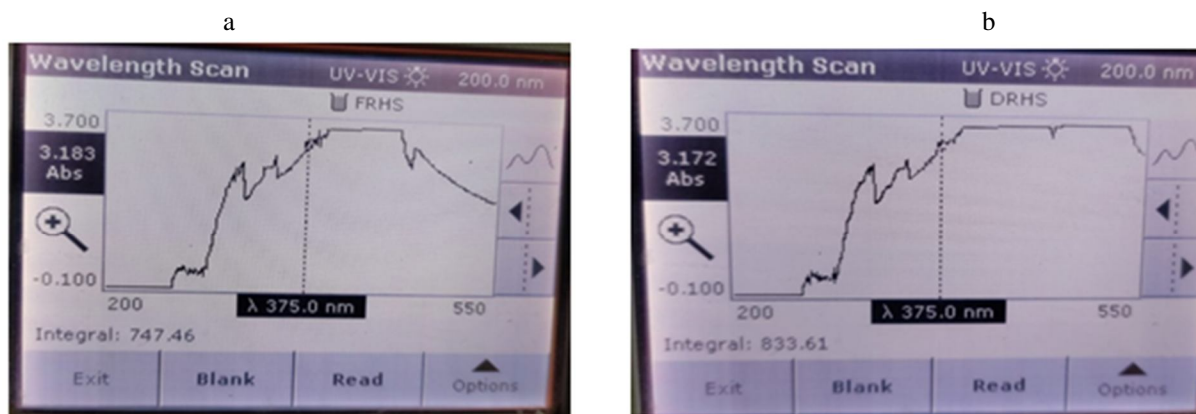 a
b
Wavelength Scan UV-VIS 200.0 nm
FRHS
3.700
3.183
Abs
-0.100
200 λ 375.0 nm 550
Integral: 747.46
Exit Blank Read Options
Wavelength Scan UV-VIS 200.0 nm
DRHS
3.700
3.172
Abs
-0.100
200 λ 375.0 nm 550
Integral: 833.61
Exit Blank Read Options